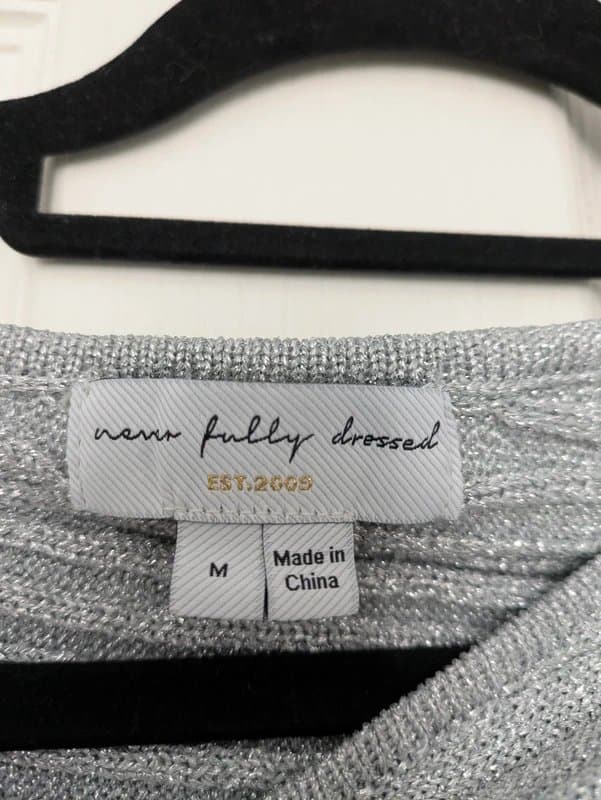 never fully dressed
EST.2009
M
Made in
China